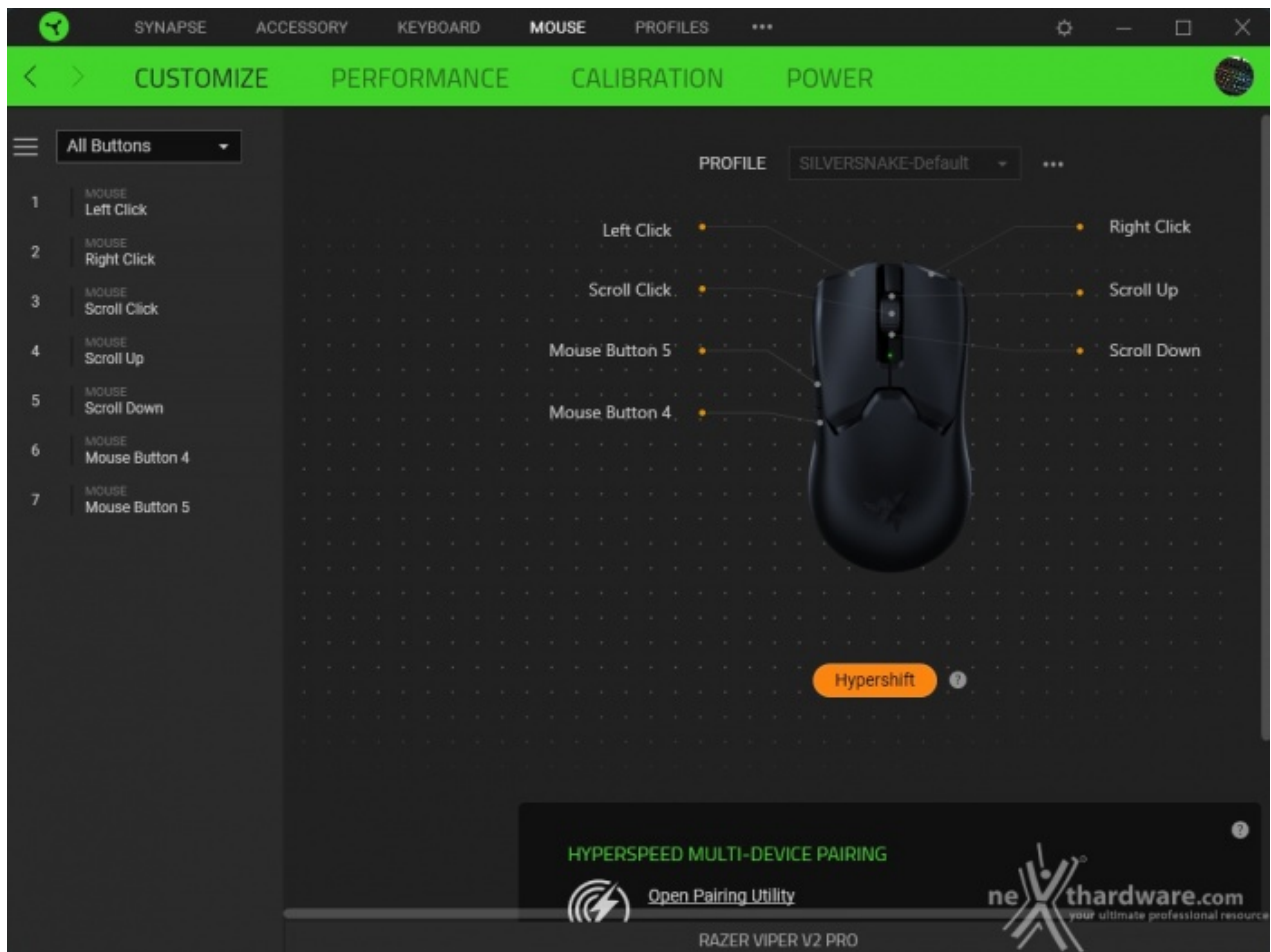 SYNAPSE ACCESSORY KEYBOARD MOUSE PROFILES
CUSTOMIZE PERFORMANCE CALIBRATION POWER
All Buttons
PROFILE SILVERSNAKE-Default
1 MOUSE
Left Click
2 MOUSE
Right Click
3 MOUSE
Scroll Click
4 MOUSE
Scroll Up
5 MOUSE
Scroll Down
6 MOUSE
Mouse Button 4
7 MOUSE
Mouse Button 5
Left Click
Scroll Click
Mouse Button 5
Mouse Button 4
Right Click
Scroll Up
Scroll Down
Hypershift ?
?
HYPERSPEED MULTI-DEVICE PAIRING
Open Pairing Utility
RAZER VIPER V2 PRO
nexthardware.com
your ultimate professional resource